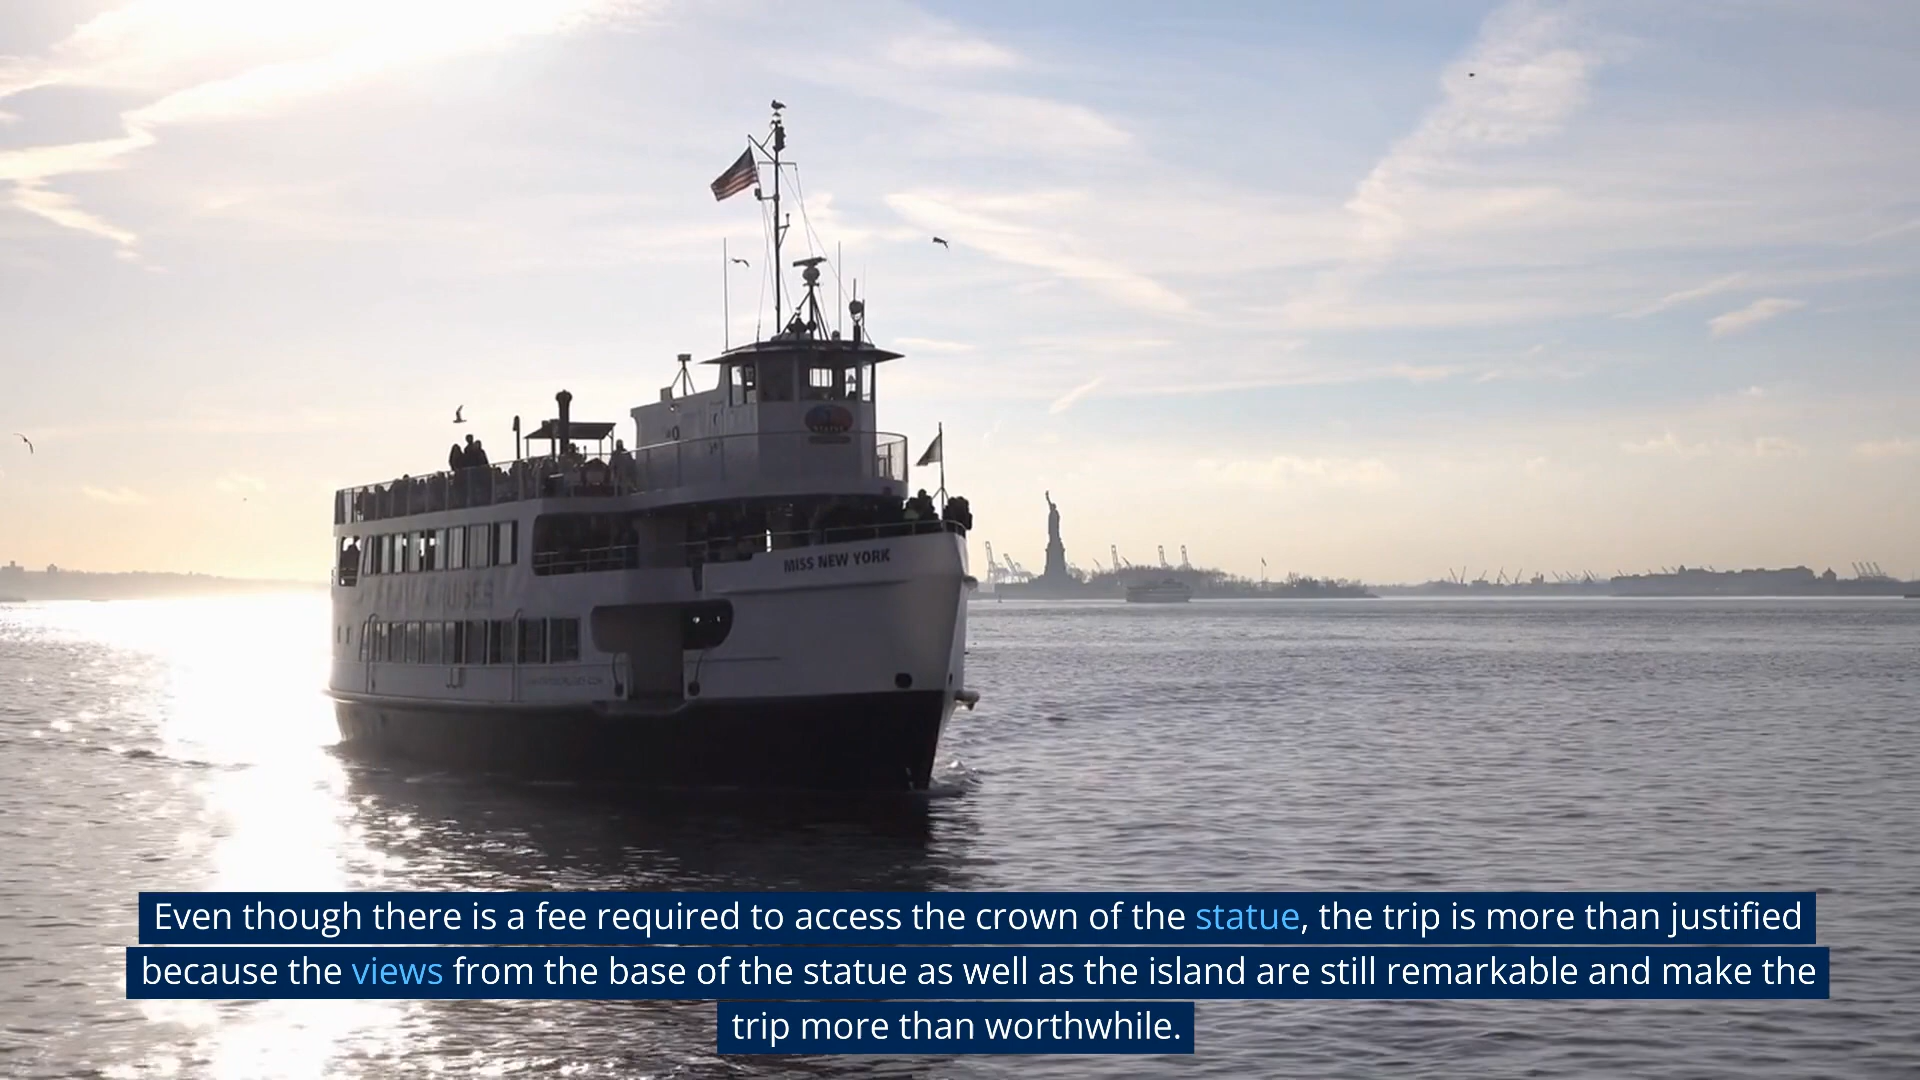 MISS NEW YORK
CRUISES
Even though there is a fee required to access the crown of the statue, the trip is more than justified
because the views from the base of the statue as well as the island are still remarkable and make the
trip more than worthwhile.